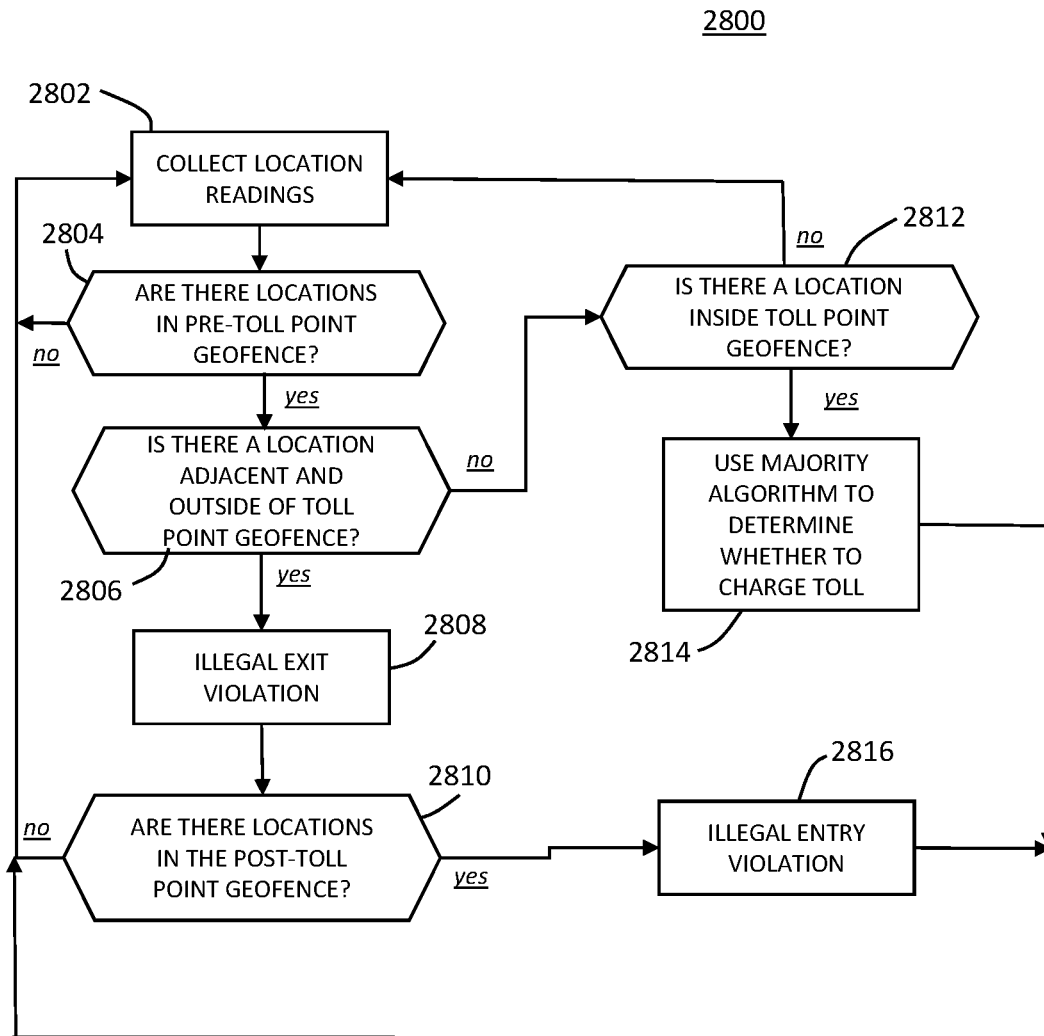 2800
2802
COLLECT LOCATION
READINGS
2804
ARE THERE LOCATIONS
IN PRE-TOLL POINT
GEOFENCE?
no
yes
IS THERE A LOCATION
ADJACENT AND
OUTSIDE OF TOLL
POINT GEOFENCE?
2806
no
yes
2812
no
IS THERE A LOCATION
INSIDE TOLL POINT
GEOFENCE?
yes
USE MAJORITY
ALGORITHM TO
DETERMINE
WHETHER TO
CHARGE TOLL
2814
2808
ILLEGAL EXIT
VIOLATION
2810
no
ARE THERE LOCATIONS
IN THE POST-TOLL
POINT GEOFENCE?
yes
2816
ILLEGAL ENTRY
VIOLATION